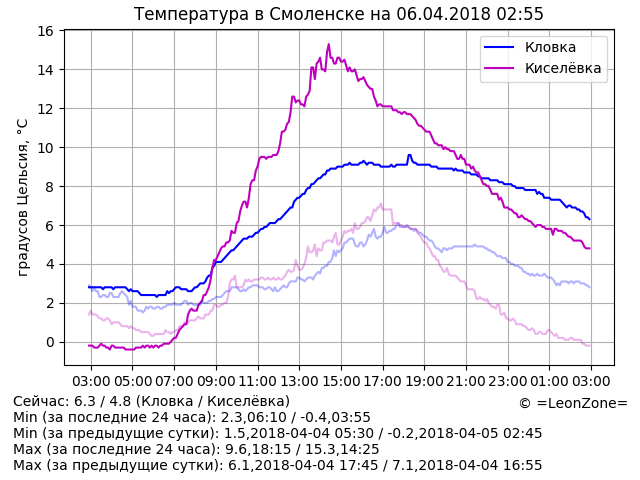 Температура в Смоленске на 06.04.2018 02:55
градусов Цельсия, °C
16
14
12
10
8
6
4
2
0
Кловка
Киселёвка
03:00 05:00 07:00 09:00 11:00 13:00 15:00 17:00 19:00 21:00 23:00 01:00 03:00
Сейчас: 6.3 / 4.8 (Кловка / Киселёвка)
© =LeonZone=
Min (за последние 24 часа): 2.3,06:10 / -0.4,03:55
Min (за предыдущие сутки): 1.5,2018-04-04 05:30 / -0.2,2018-04-05 02:45
Max (за последние 24 часа): 9.6,18:15 / 15.3,14:25
Max (за предыдущие сутки): 6.1,2018-04-04 17:45 / 7.1,2018-04-04 16:55